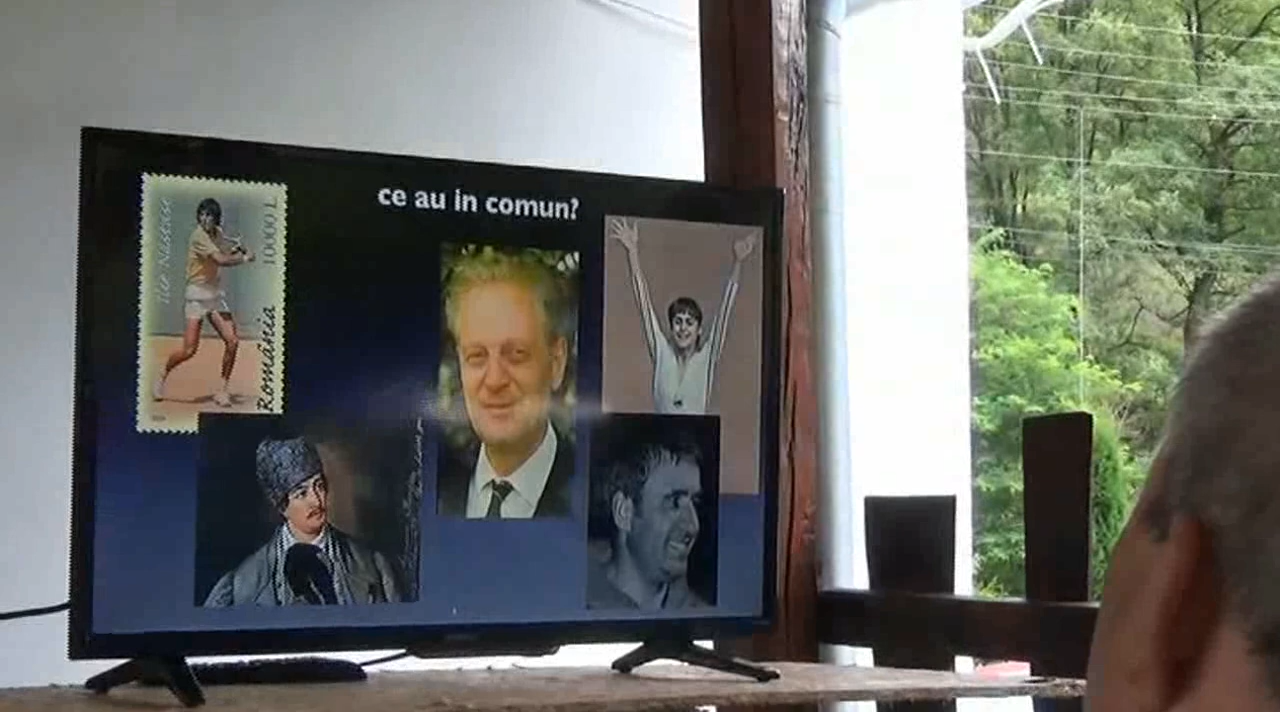 ce au in comun?
Ilie Năstase
10000 L
România